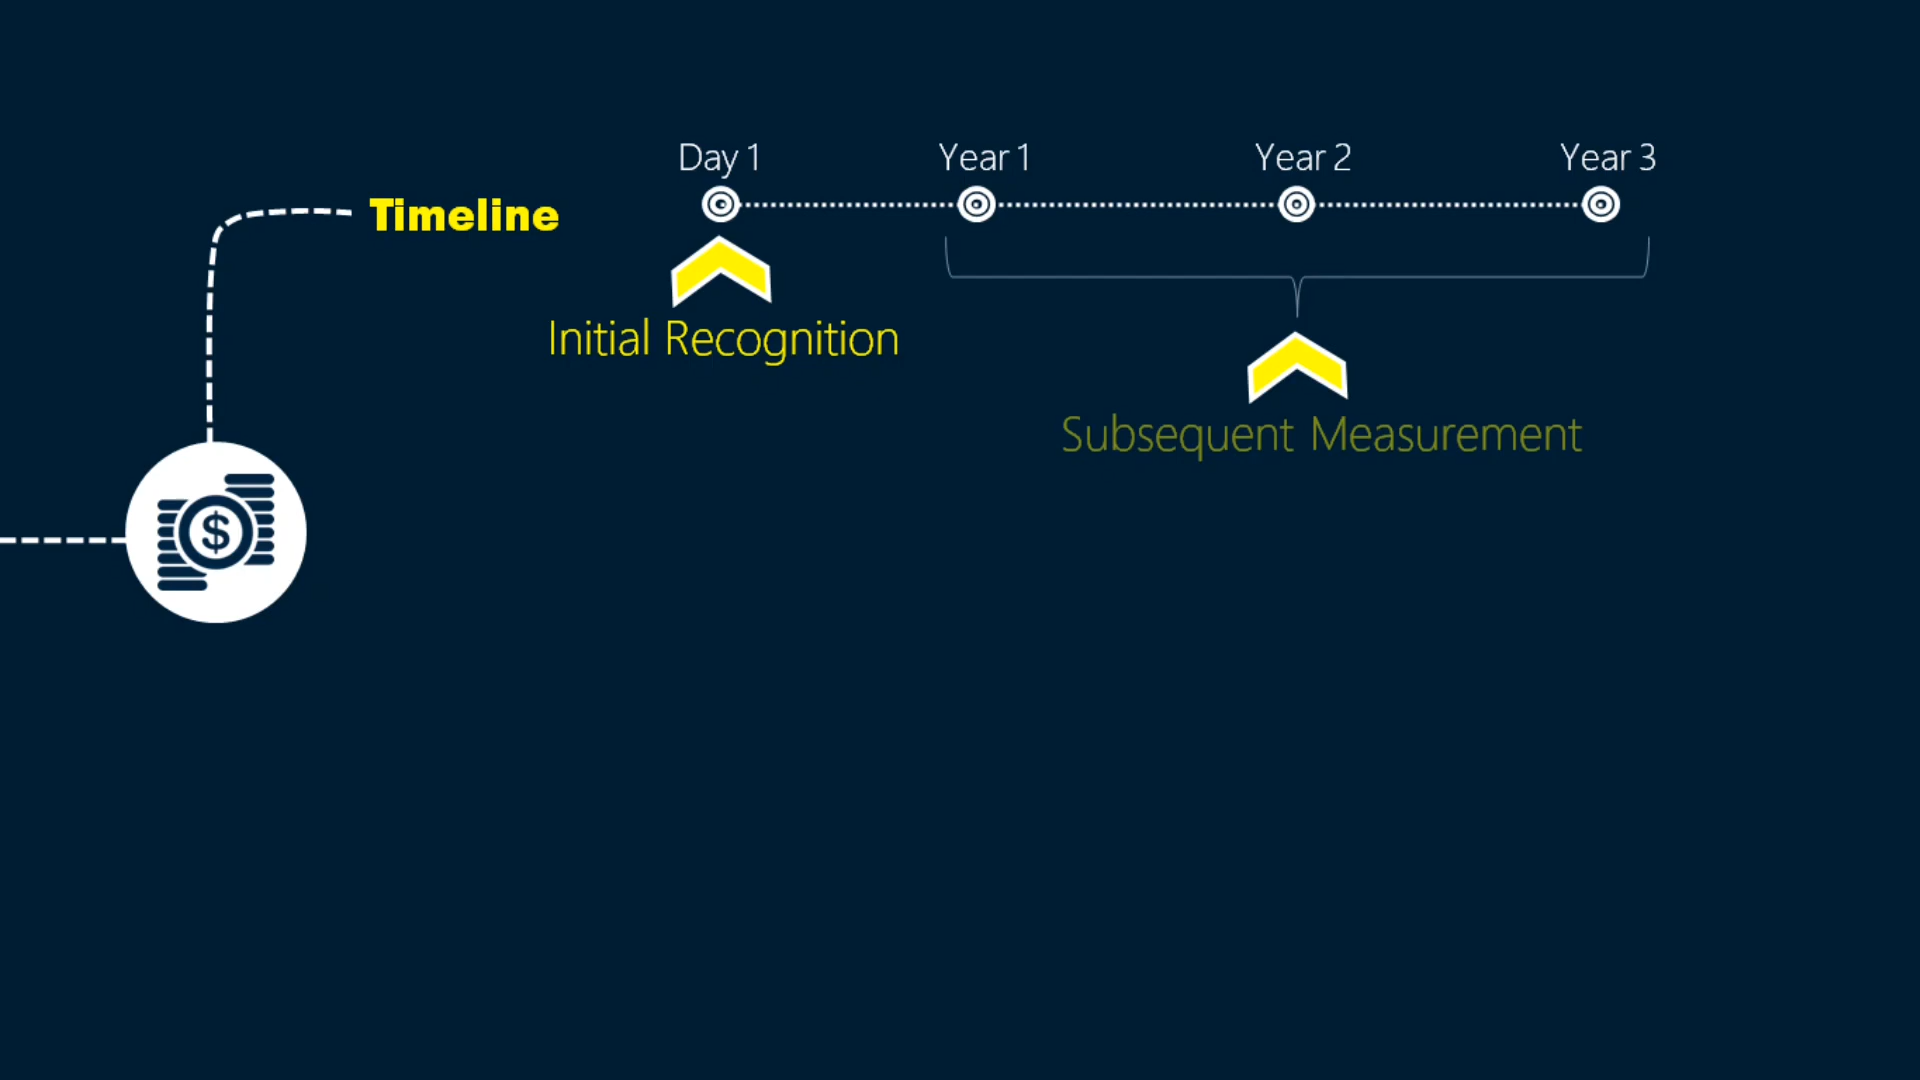 Day 1
Year 1
Year 2
Year 3
Timeline
Initial Recognition
Subsequent Measurement
$